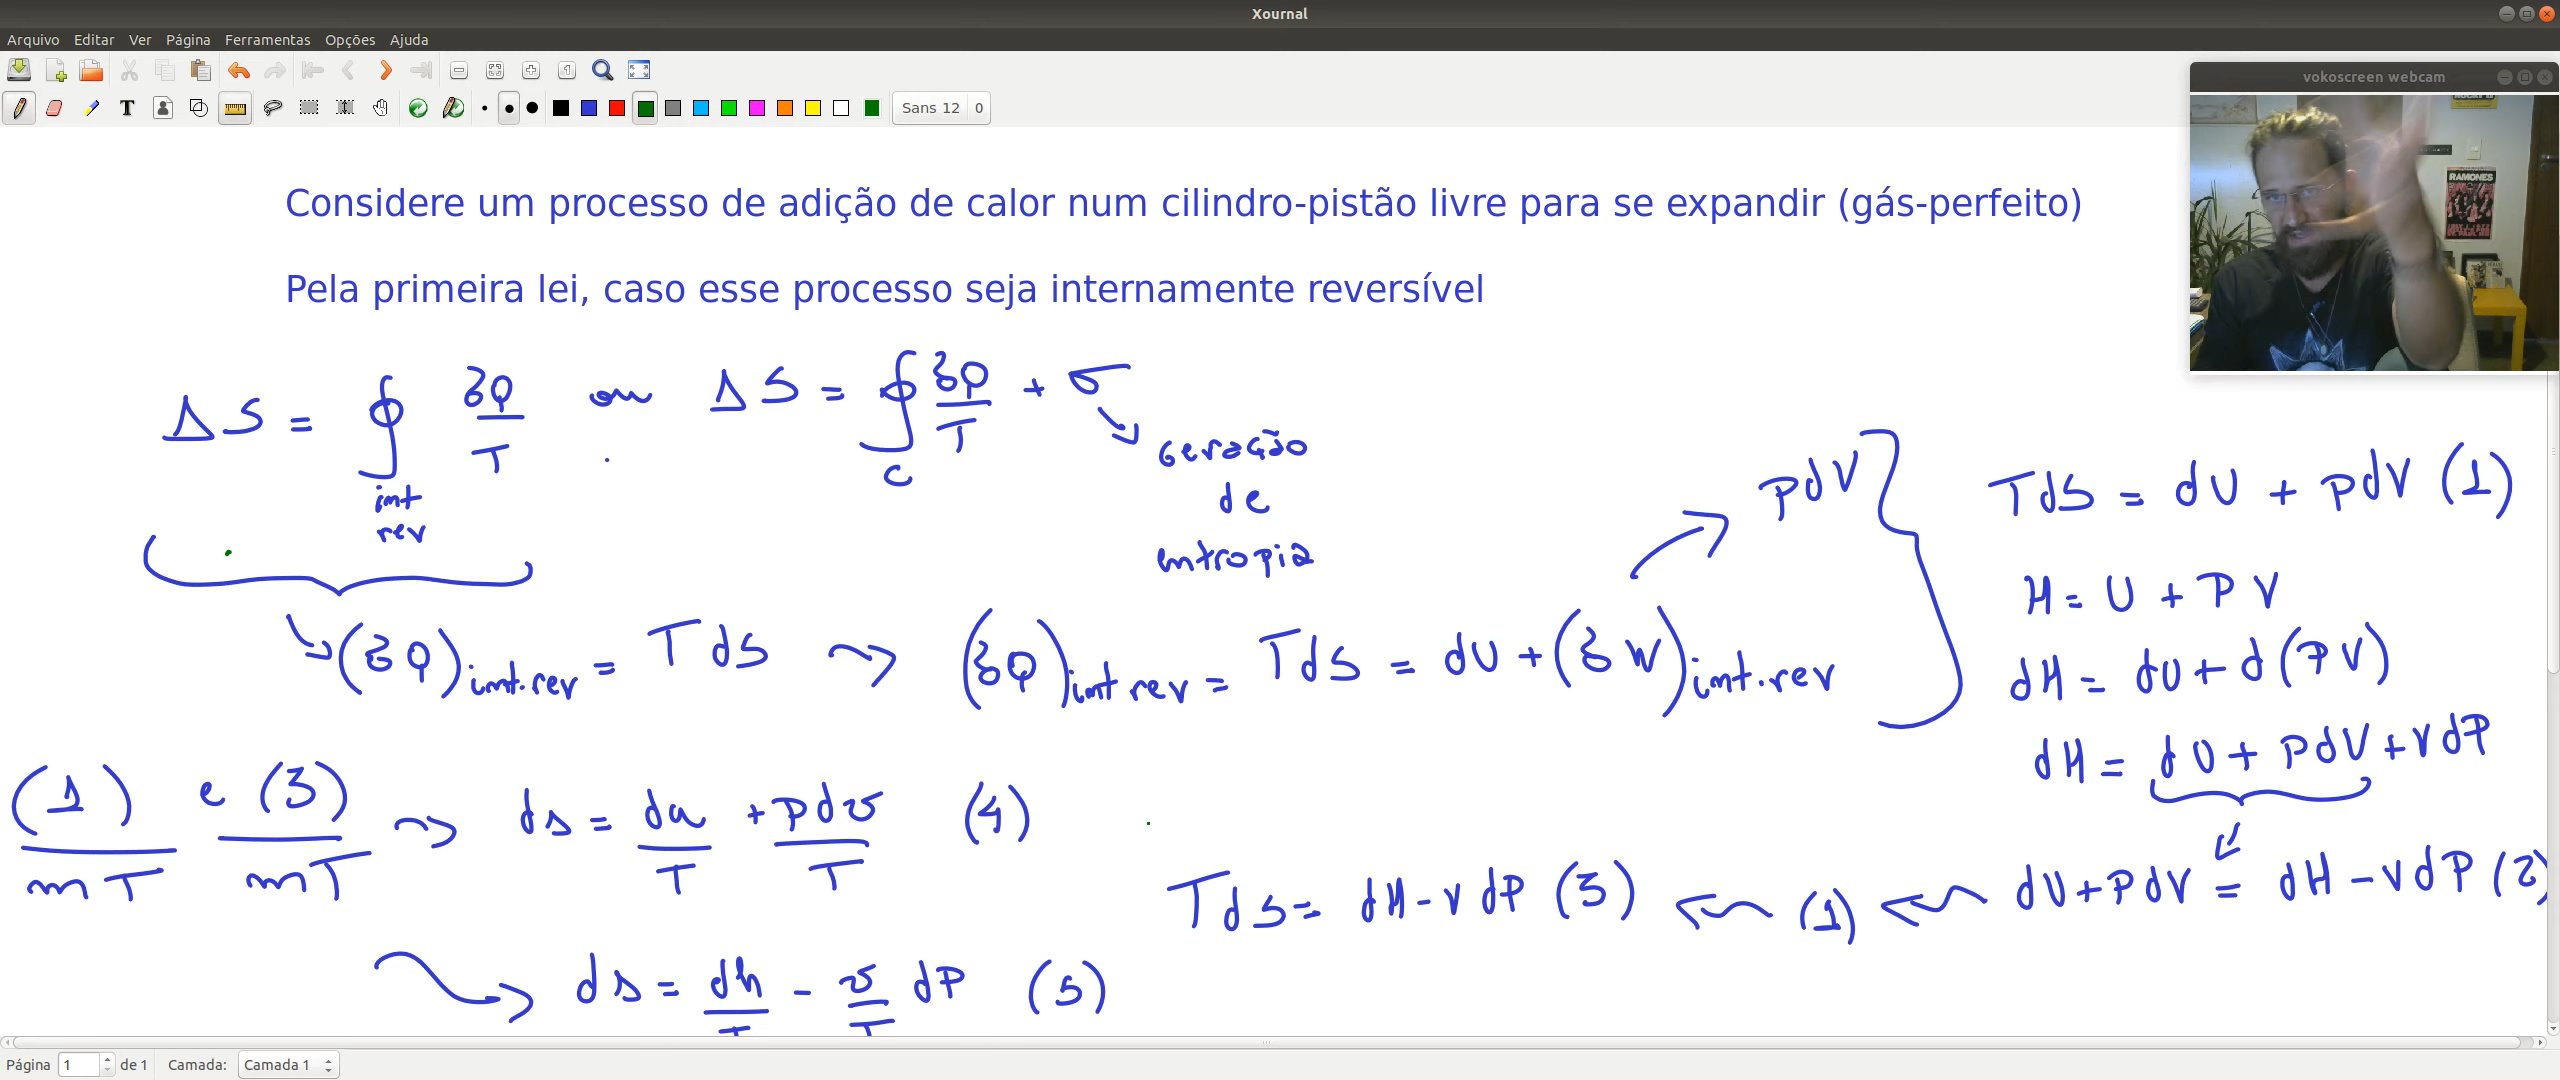 Xournal
Arquivo Editar Ver Página Ferramentas Opções Ajuda
Sans 12 0
vokoscreen webcam
RAMONES
Considere um processo de adição de calor num cilindro-pistão livre para se expandir (gás-perfeito)
Pela primeira lei, caso esse processo seja internamente reversível
ΔS = ∮ int rev δQ/T ou ΔS = ∮ C δQ/T + σ
Geração
de
entropia
(δQ)int.rev = TdS ⤳ (δQ)int rev = TdS = dU + (δW)int.rev
pdV
TdS = dU + pdV (1)
H = U + PV
dH = dU + d(PV)
dH = dU + PdV + VdP
dU + PdV = dH - VdP (2)
(1)
TdS = dH - VdP (3)
(1)/mT e (3)/mT ⤳ ds = du/T + Pdv/T (4)
ds = dh/T - v/T dP (5)
Página 1 de 1 Camada: Camada 1